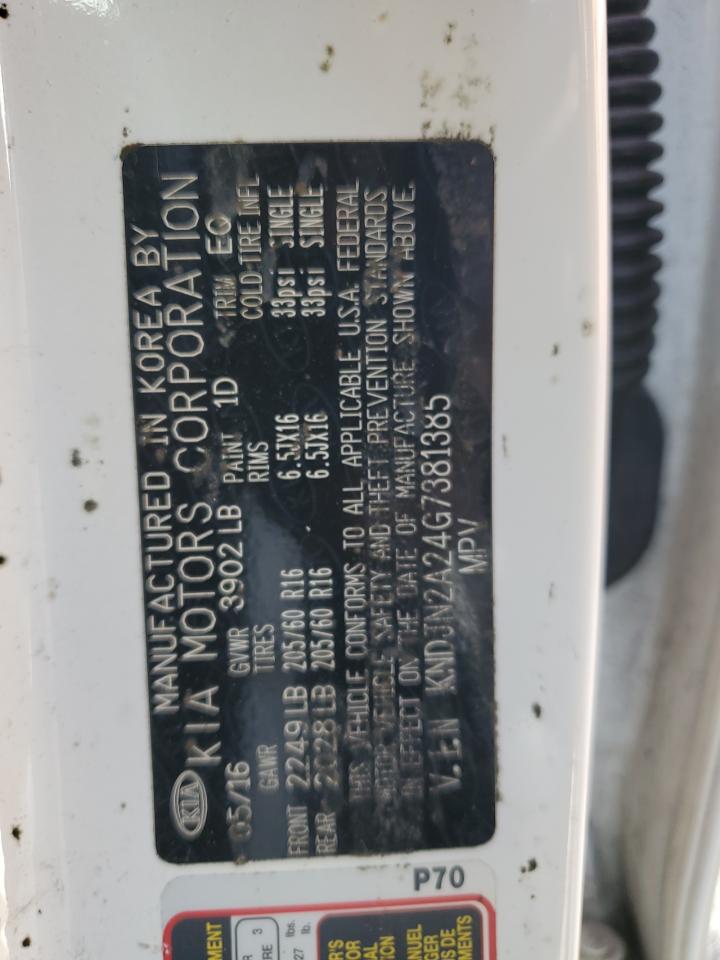 MANUFACTURED IN KOREA BY
KIA KIA MOTORS CORPORATION
05/16 GVWR 3902 LB PAINT 1D TRIM EC
GAWR TIRES RIMS COLD TIRE INFL
FRONT 2249 LB 205/60 R16 6.5JX16 33psi SINGLE
REAR 2028 LB 205/60 R16 6.5JX16 33psi SINGLE
THIS VEHICLE CONFORMS TO ALL APPLICABLE U.S.A. FEDERAL
MOTOR VEHICLE SAFETY AND THEFT PREVENTION STANDARDS
IN EFFECT ON THE DATE OF MANUFACTURE SHOWN ABOVE.
V.I.N KNDJN2A24G7381385
MPV
P70